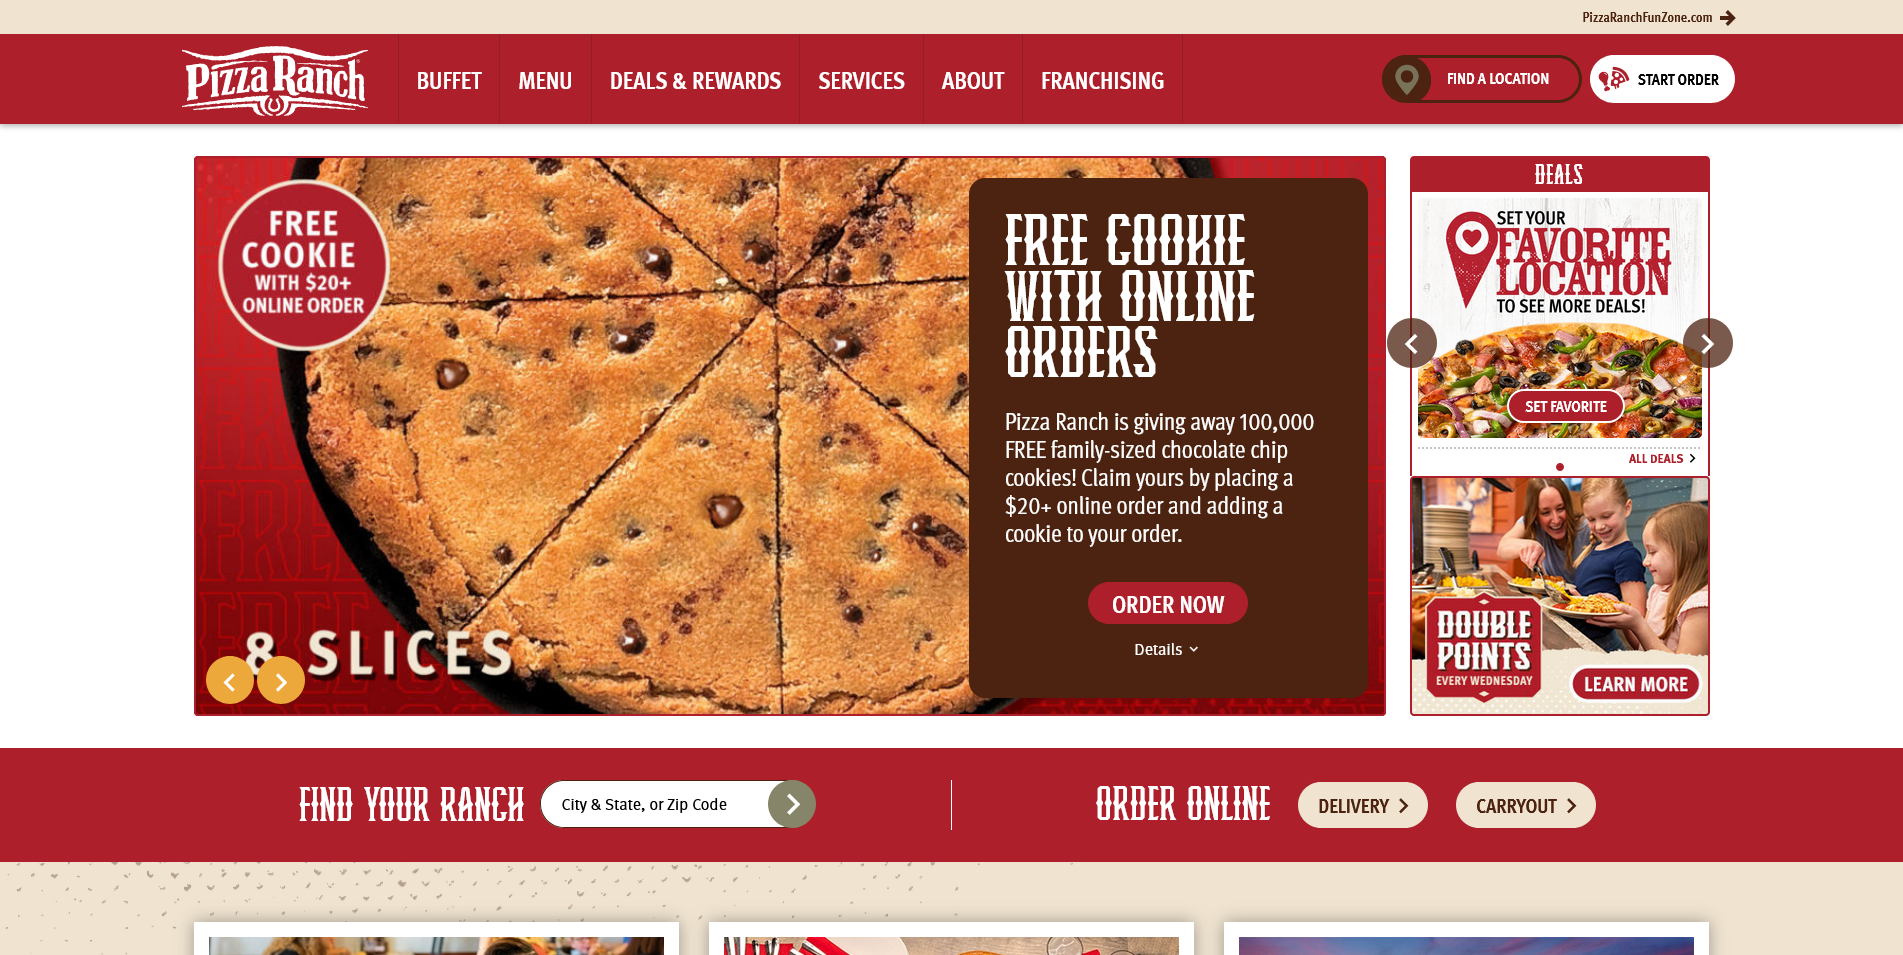 PizzaRanchFunZone.com
Pizza Ranch
BUFFET
MENU
DEALS & REWARDS
SERVICES
ABOUT
FRANCHISING
FIND A LOCATION
START ORDER
FREE
COOKIE
WITH $20+
ONLINE ORDER
8 SLICES
FREE COOKIE
WITH ONLINE
ORDERS
Pizza Ranch is giving away 100,000
FREE family-sized chocolate chip
cookies! Claim yours by placing a
$20+ online order and adding a
cookie to your order.
ORDER NOW
Details
DEALS
SET YOUR
FAVORITE
LOCATION
TO SEE MORE DEALS!
SET FAVORITE
ALL DEALS
DOUBLE
POINTS
EVERY WEDNESDAY
LEARN MORE
FIND YOUR RANCH
City & State, or Zip Code
ORDER ONLINE
DELIVERY
CARRYOUT